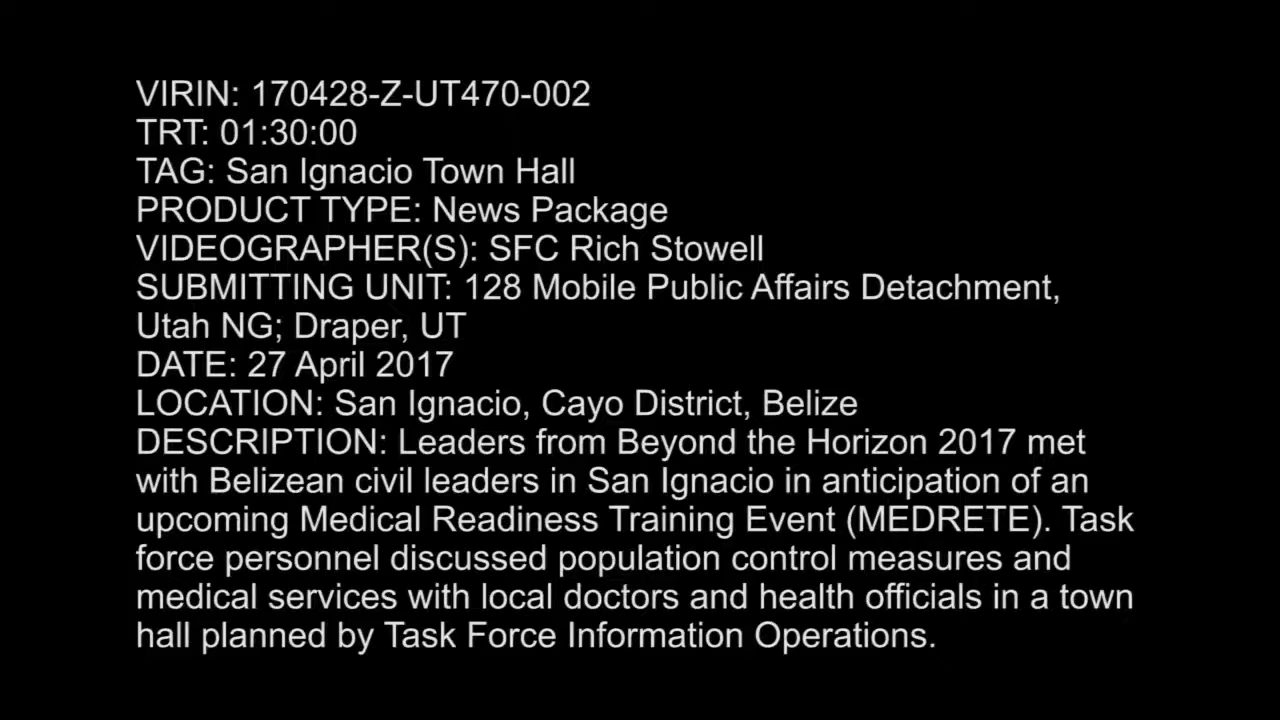 VIRIN: 170428-Z-UT470-002
TRT: 01:30:00
TAG: San Ignacio Town Hall
PRODUCT TYPE: News Package
VIDEOGRAPHER(S): SFC Rich Stowell
SUBMITTING UNIT: 128 Mobile Public Affairs Detachment,
Utah NG; Draper, UT
DATE: 27 April 2017
LOCATION: San Ignacio, Cayo District, Belize
DESCRIPTION: Leaders from Beyond the Horizon 2017 met
with Belizean civil leaders in San Ignacio in anticipation of an
upcoming Medical Readiness Training Event (MEDRETE). Task
force personnel discussed population control measures and
medical services with local doctors and health officials in a town
hall planned by Task Force Information Operations.